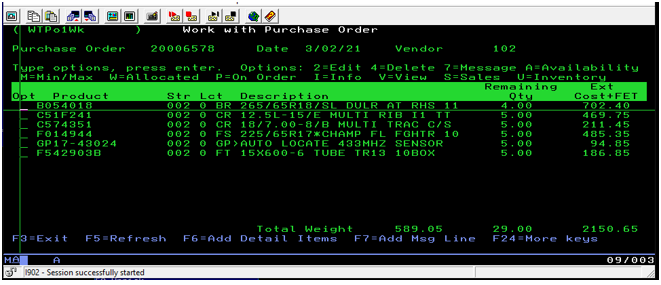 ( WTPo1Wk ) Work with Purchase Order
Purchase Order 20006578 Date 3/02/21 Vendor 102
Type options, press enter. Options: 2=Edit 4=Delete 7=Message A=Availability
M=Min/Max W=Allocated P=On Order I=Info V=View S=Sales U=Inventory
Remaining Ext
Opt Product Str Lct Description Qty Cost+FET
_ B054018 002 0 BR 265/65R18/SL DVLR AT RHS 11 4.00 702.40
_ C51F241 002 0 CR 12.5L-15/E MULTI RIB I1 TT 5.00 469.75
_ C574351 002 0 CR 18/7.00-8/B MULTI TRAC C/S 5.00 211.45
_ F014944 002 0 FS 225/65R17*CHAMP FL FGHTR 10 5.00 485.35
_ GP17-43024 002 0 GP>AUTO LOCATE 433MHZ SENSOR 5.00 94.85
_ F542903B 002 0 FT 15X600-6 TUBE TR13 10BOX 5.00 186.85
Total Weight 589.05 29.00 2150.65
F3=Exit F5=Refresh F6=Add Detail Items F7=Add Msg Line F24=More keys
MA A 09/003
I902 - Session successfully started